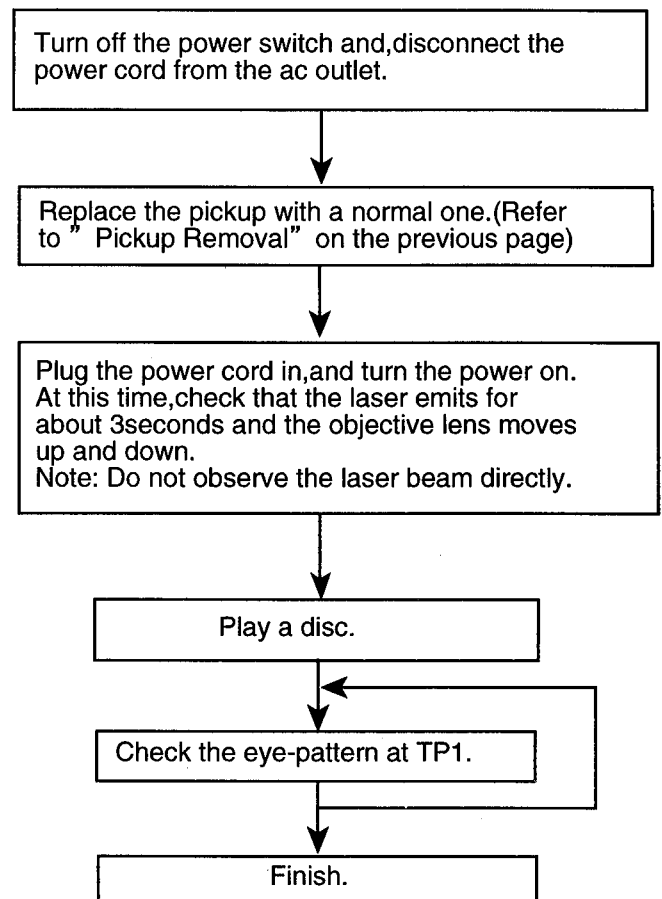 Turn off the power switch and,disconnect the
power cord from the ac outlet.
Replace the pickup with a normal one.(Refer
to ” Pickup Removal” on the previous page)
Plug the power cord in,and turn the power on.
At this time,check that the laser emits for
about 3seconds and the objective lens moves
up and down.
Note: Do not observe the laser beam directly.
Play a disc.
Check the eye-pattern at TP1.
Finish.